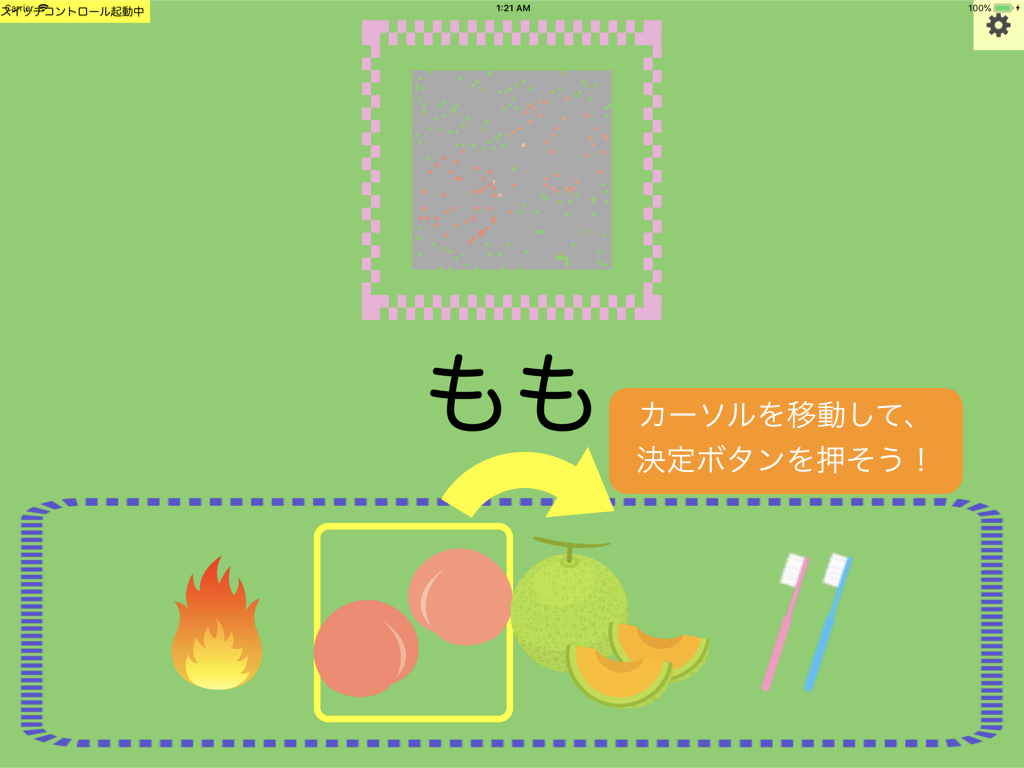 スイッチコントロール起動中
Carrier
1:21 AM
100%
もも
カーソルを移動して、
決定ボタンを押そう！